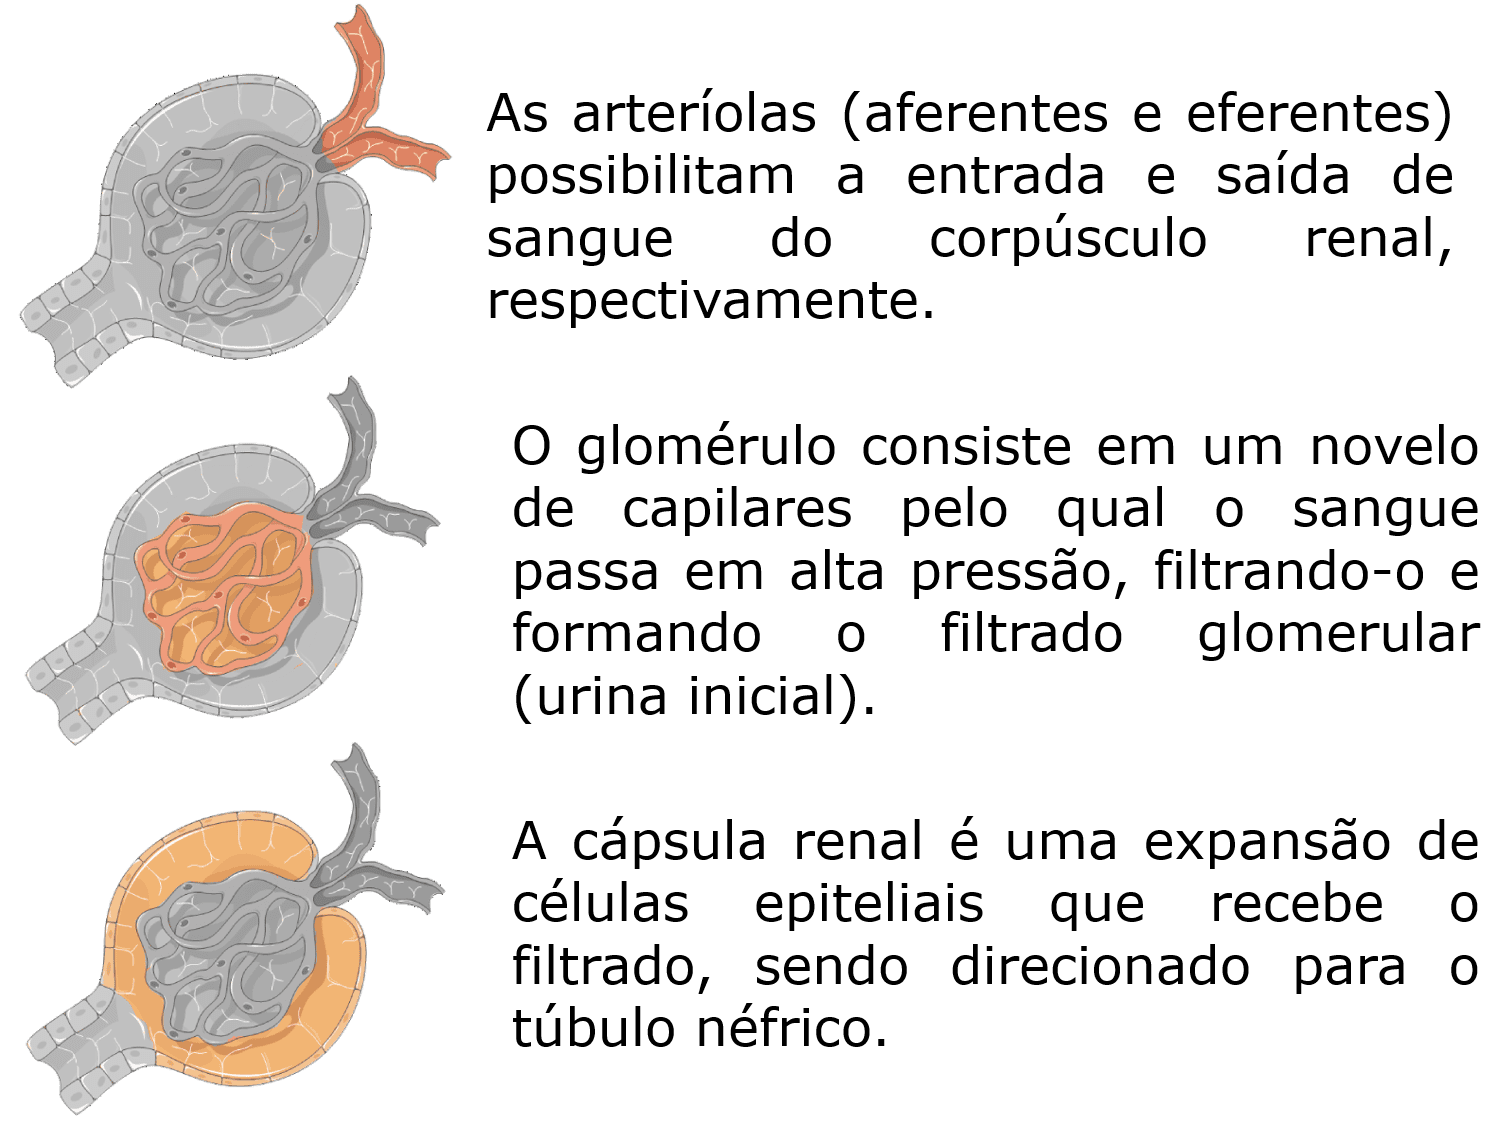 As arteríolas (aferentes e eferentes)
possibilitam a entrada e saída de
sangue do corpúsculo renal,
respectivamente.
O glomérulo consiste em um novelo
de capilares pelo qual o sangue
passa em alta pressão, filtrando-o e
formando o filtrado glomerular
(urina inicial).
A cápsula renal é uma expansão de
células epiteliais que recebe o
filtrado, sendo direcionado para o
túbulo néfrico.